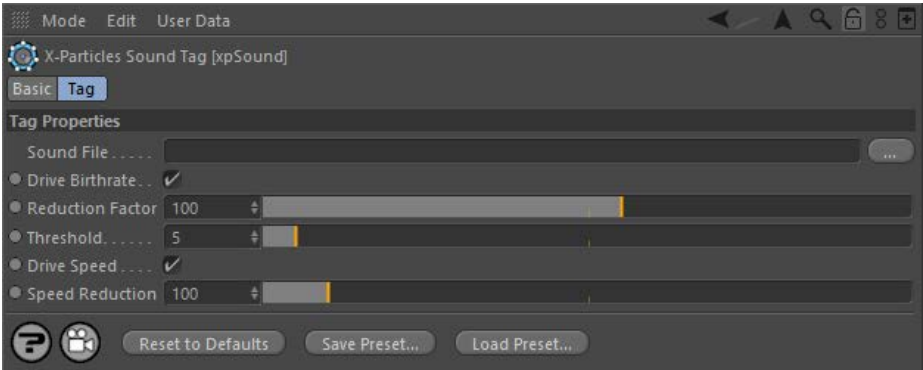 Mode Edit User Data
X-Particles Sound Tag [xpSound]
Basic Tag
Tag Properties
Sound File..... ...
Drive Birthrate..
Reduction Factor 100
Threshold...... 5
Drive Speed....
Speed Reduction 100
? Reset to Defaults Save Preset... Load Preset...